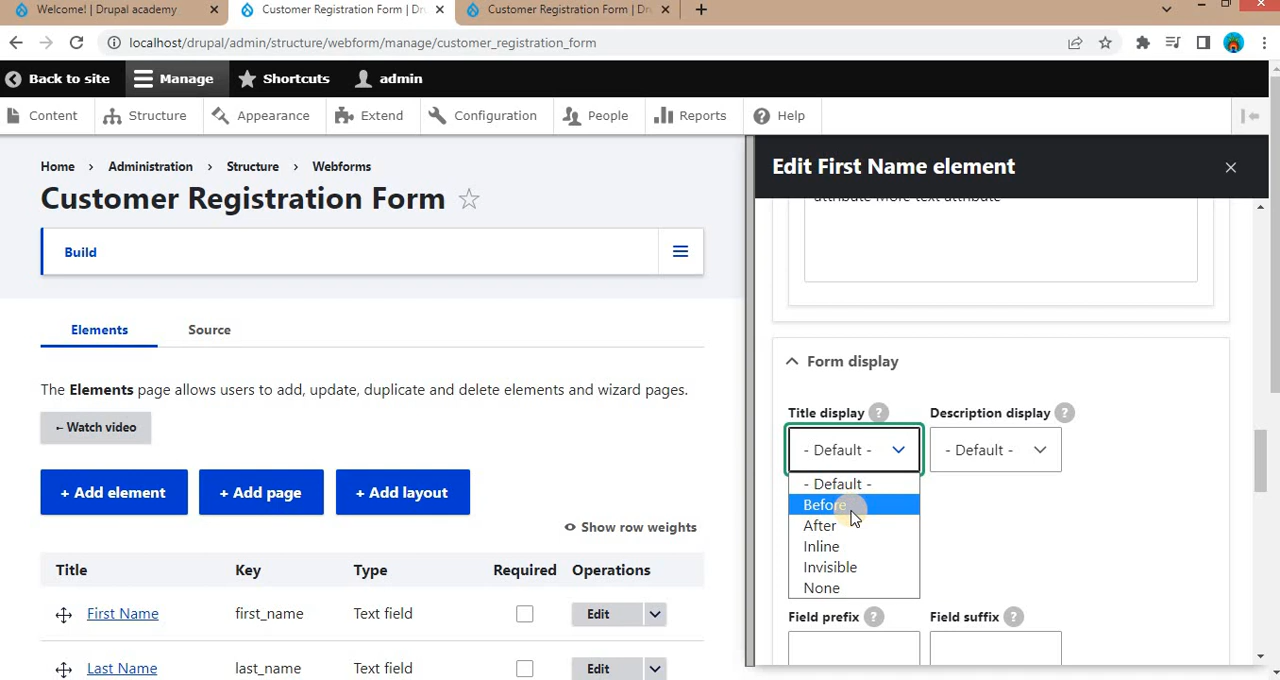 Welcome! | Drupal academy
Customer Registration Form | Dru
Customer Registration Form | Dru
localhost/drupal/admin/structure/webform/manage/customer_registration_form
Back to site
Manage
Shortcuts
admin
Content
Structure
Appearance
Extend
Configuration
People
Reports
Help
Home › Administration › Structure › Webforms
Customer Registration Form
Build
Elements
Source
The Elements page allows users to add, update, duplicate and delete elements and wizard pages.
Watch video
+ Add element
+ Add page
+ Add layout
Show row weights
Title Key Type Required Operations
First Name first_name Text field Edit
Last Name last_name Text field Edit
Edit First Name element
attribute More text attribute
Form display
Title display ?
Description display ?
- Default -
- Default -
- Default -
Before
After
Inline
Invisible
None
Field prefix ?
Field suffix ?